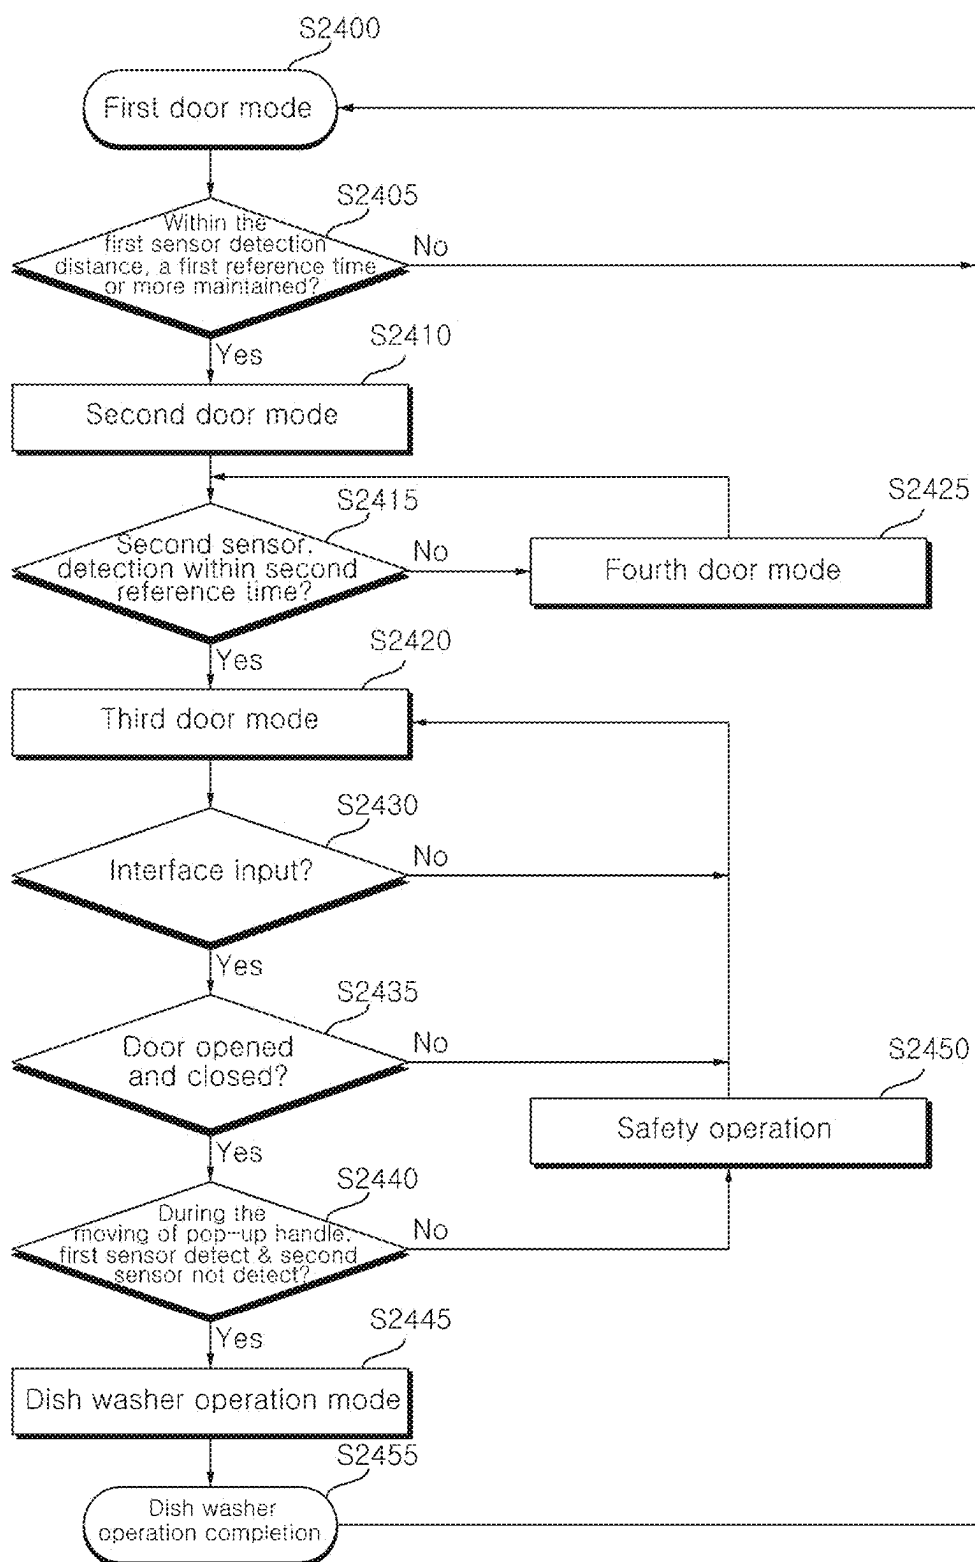 S2400
First door mode
S2405
Within the
first sensor detection
distance, a first reference time
or more maintained?
No
Yes
S2410
Second door mode
S2415
S2425
Second sensor.
detection within second
reference time?
No
Fourth door mode
Yes
S2420
Third door mode
S2430
Interface input?
No
Yes
S2435
Door opened
and closed?
No
S2450
Safety operation
Yes
S2440
During the
moving of pop-up handle,
first sensor detect & second
sensor not detect?
No
Yes
S2445
Dish washer operation mode
S2455
Dish washer
operation completion